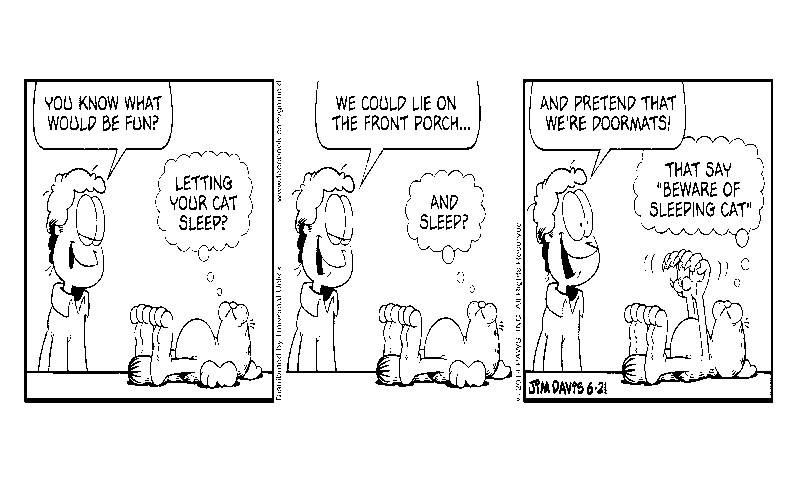 YOU KNOW WHAT
WOULD BE FUN?
LETTING
YOUR CAT
SLEEP?
WE COULD LIE ON
THE FRONT PORCH...
AND
SLEEP?
AND PRETEND THAT
WE'RE DOORMATS!
THAT SAY
"BEWARE OF
SLEEPING CAT"
JIM DAVIS 6-21